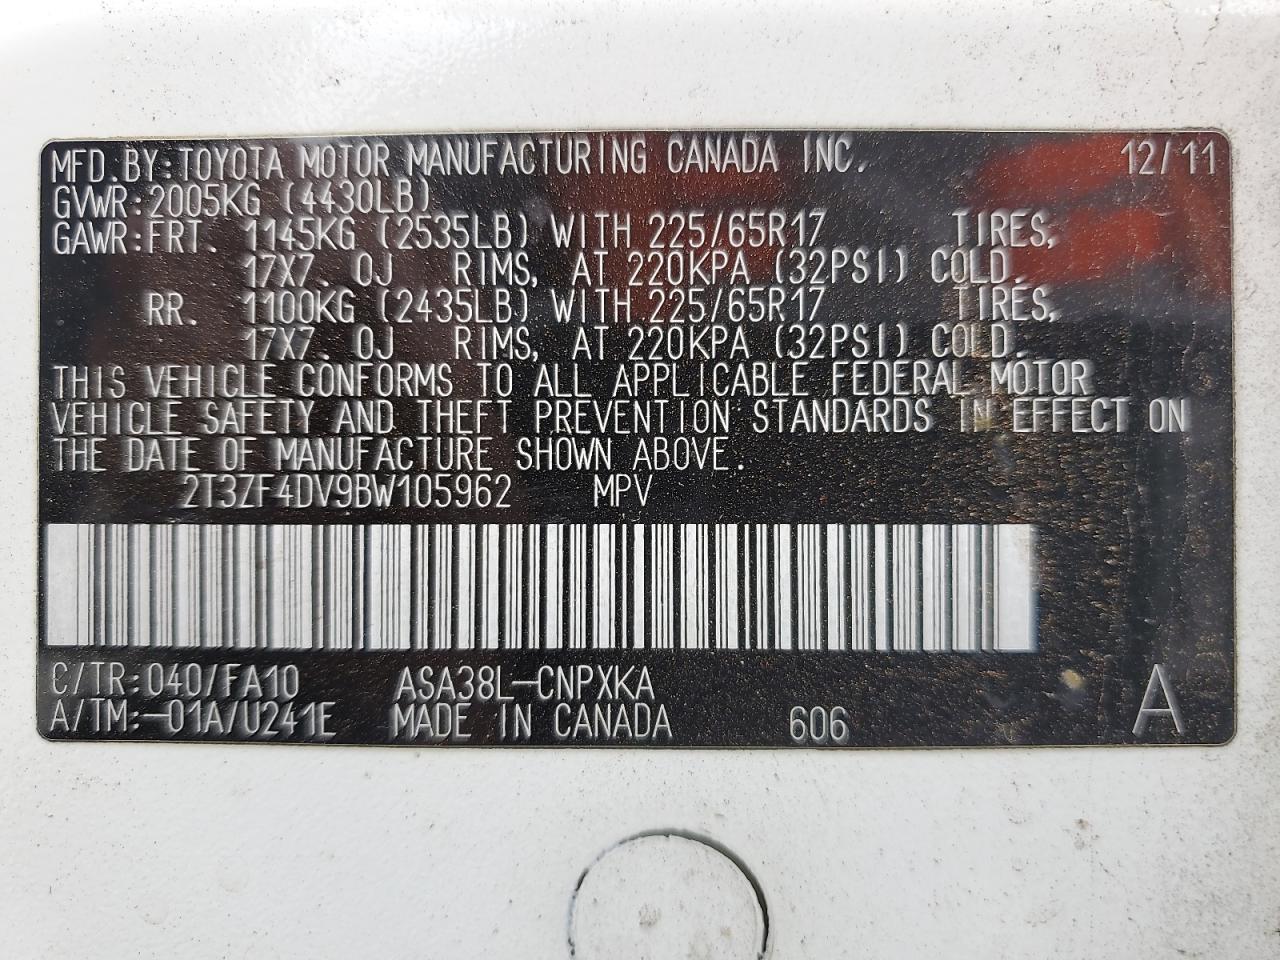 MFD.BY:TOYOTA MOTOR MANUFACTURING CANADA INC. 12/11
GVWR:2005KG (4430LB)
GAWR:FRT. 1145KG (2535LB) WITH 225/65R17 TIRES,
17X7. 0J RIMS, AT 220KPA (32PSI) COLD.
RR. 1100KG (2435LB) WITH 225/65R17 TIRES,
17X7. 0J RIMS, AT 220KPA (32PSI) COLD.
THIS VEHICLE CONFORMS TO ALL APPLICABLE FEDERAL MOTOR
VEHICLE SAFETY AND THEFT PREVENTION STANDARDS IN EFFECT ON
THE DATE OF MANUFACTURE SHOWN ABOVE.
2T3ZF4DV9BW105962 MPV
C/TR:040/FA10 ASA38L-CNPXKA
A/TM:-01A/U241E MADE IN CANADA 606 A